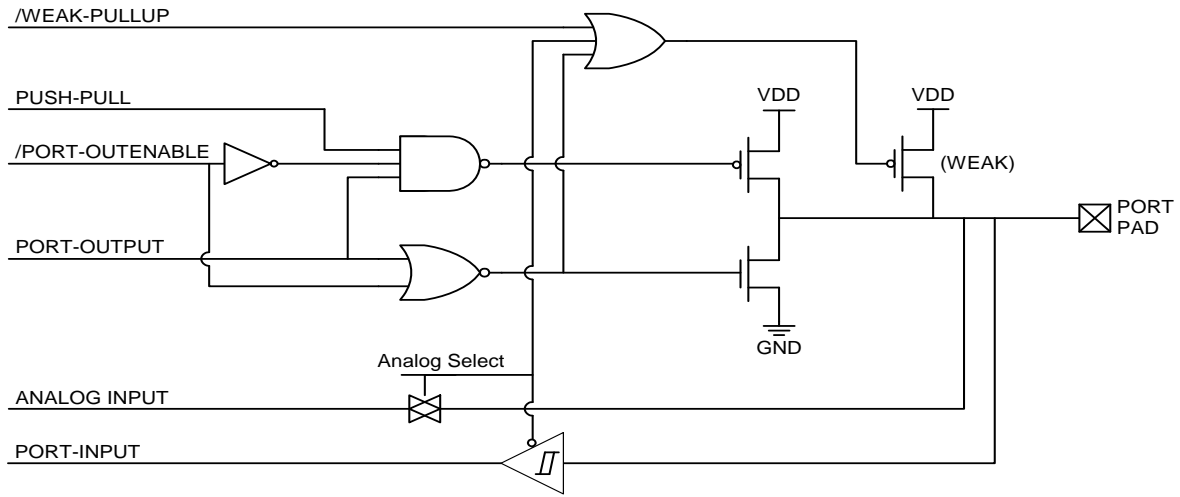 /WEAK-PULLUP
PUSH-PULL
VDD
VDD
/PORT-OUTENABLE
(WEAK)
PORT
PAD
PORT-OUTPUT
GND
Analog Select
ANALOG INPUT
PORT-INPUT